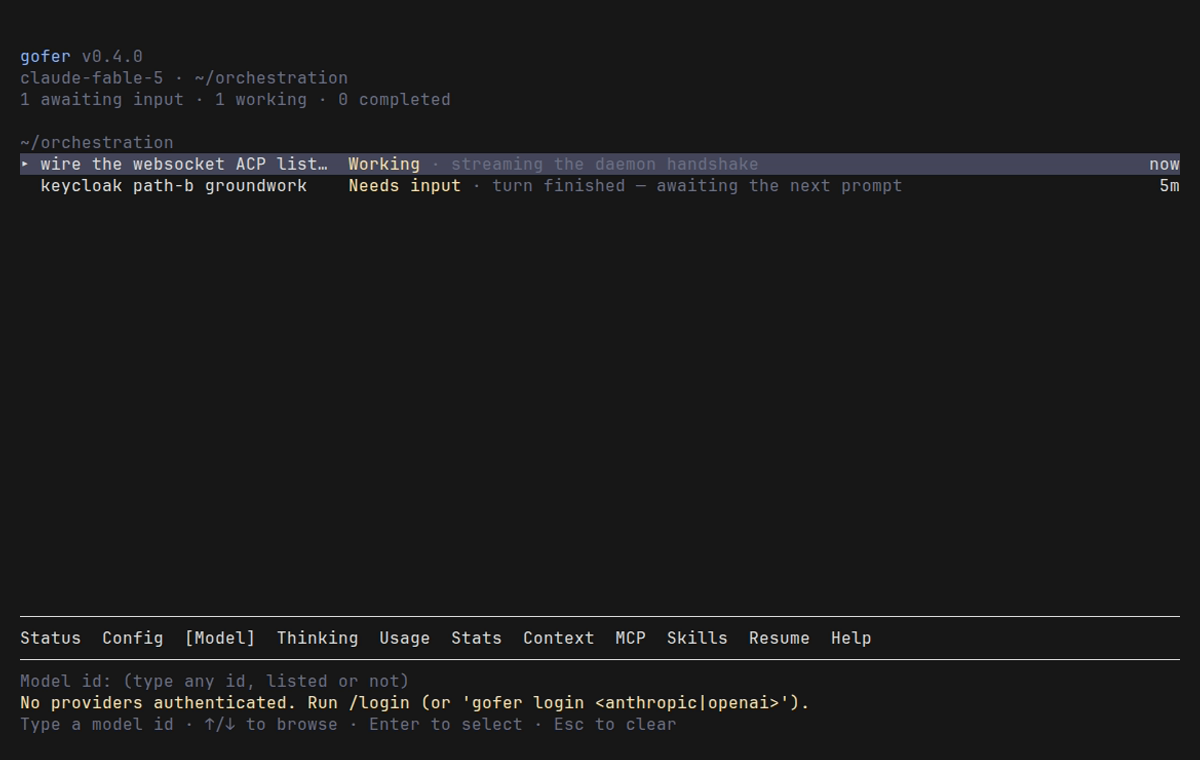 gofer v0.4.0
claude-fable-5 · ~/orchestration
1 awaiting input · 1 working · 0 completed
~/orchestration
▸ wire the websocket ACP list… Working · streaming the daemon handshake now
keycloak path-b groundwork Needs input · turn finished — awaiting the next prompt 5m
Status Config [Model] Thinking Usage Stats Context MCP Skills Resume Help
Model id: (type any id, listed or not)
No providers authenticated. Run /login (or 'gofer login <anthropic|openai>').
Type a model id · ↑/↓ to browse · Enter to select · Esc to clear